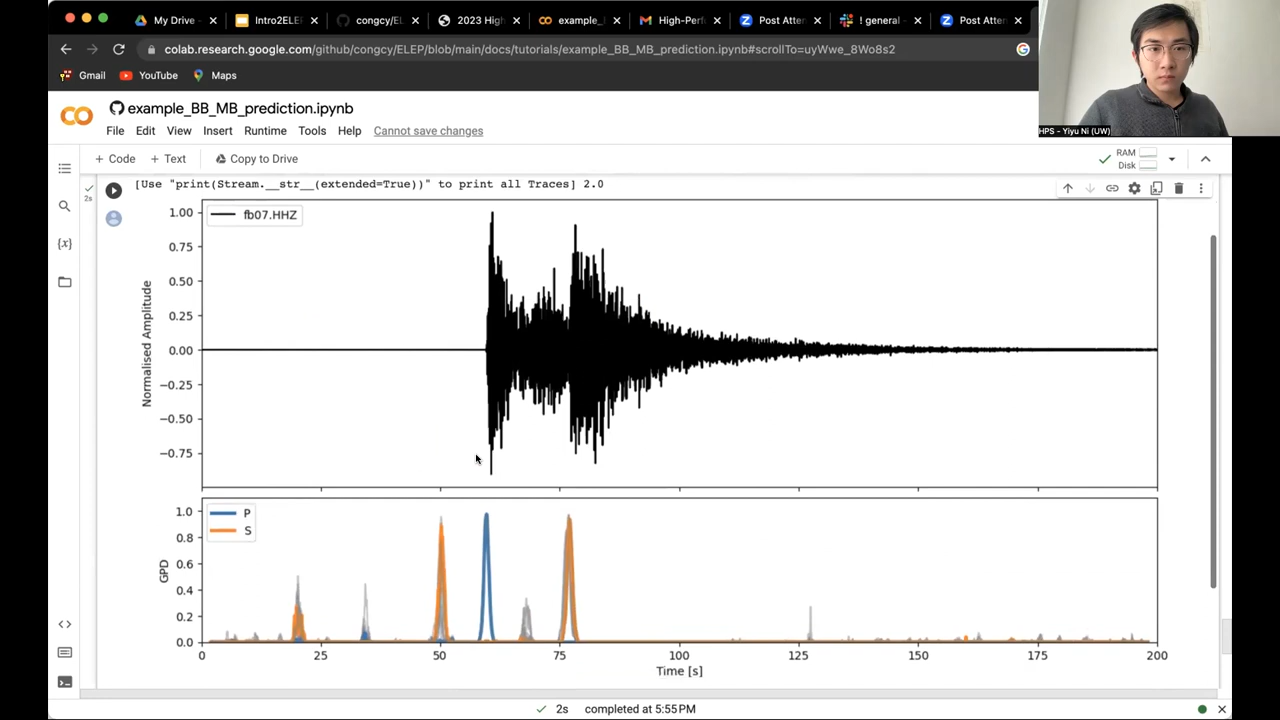 My Drive -
Intro2ELEP
congcy/EL
2023 High
example_
High-Perf
Post Atten
! general -
Post Atten
colab.research.google.com/github/congcy/ELEP/blob/main/docs/tutorials/example_BB_MB_prediction.ipynb#scrollTo=uyWwe_8Wo8s2
Gmail YouTube Maps
HPS - Yiyu Ni (UW)
example_BB_MB_prediction.ipynb
File Edit View Insert Runtime Tools Help Cannot save changes
+ Code + Text Copy to Drive
RAM
Disk
[Use "print(Stream.__str__(extended=True))" to print all Traces] 2.0
2s
fb07.HHZ
1.00
0.75
0.50
0.25
0.00
−0.25
−0.50
−0.75
Normalised Amplitude
P
S
1.0
0.8
0.6
0.4
0.2
0.0
GPD
0 25 50 75 100 125 150 175 200
Time [s]
2s completed at 5:55 PM